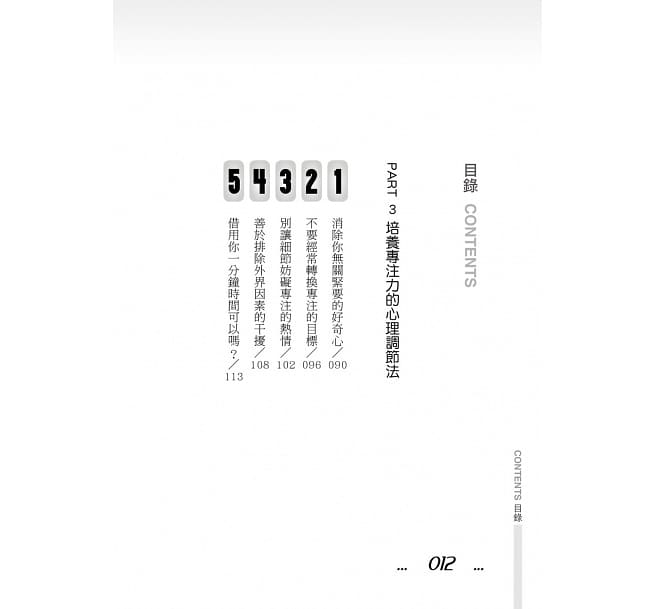 目錄 CONTENTS
PART 3 培養專注力的心理調節法
1 消除你無關緊要的好奇心／090
2 不要經常轉換專注的目標／096
3 別讓細節妨礙專注的熱情／102
4 善於排除外界因素的干擾／108
5 借用你一分鐘時間可以嗎？／113
CONTENTS 目錄
... 012 ...